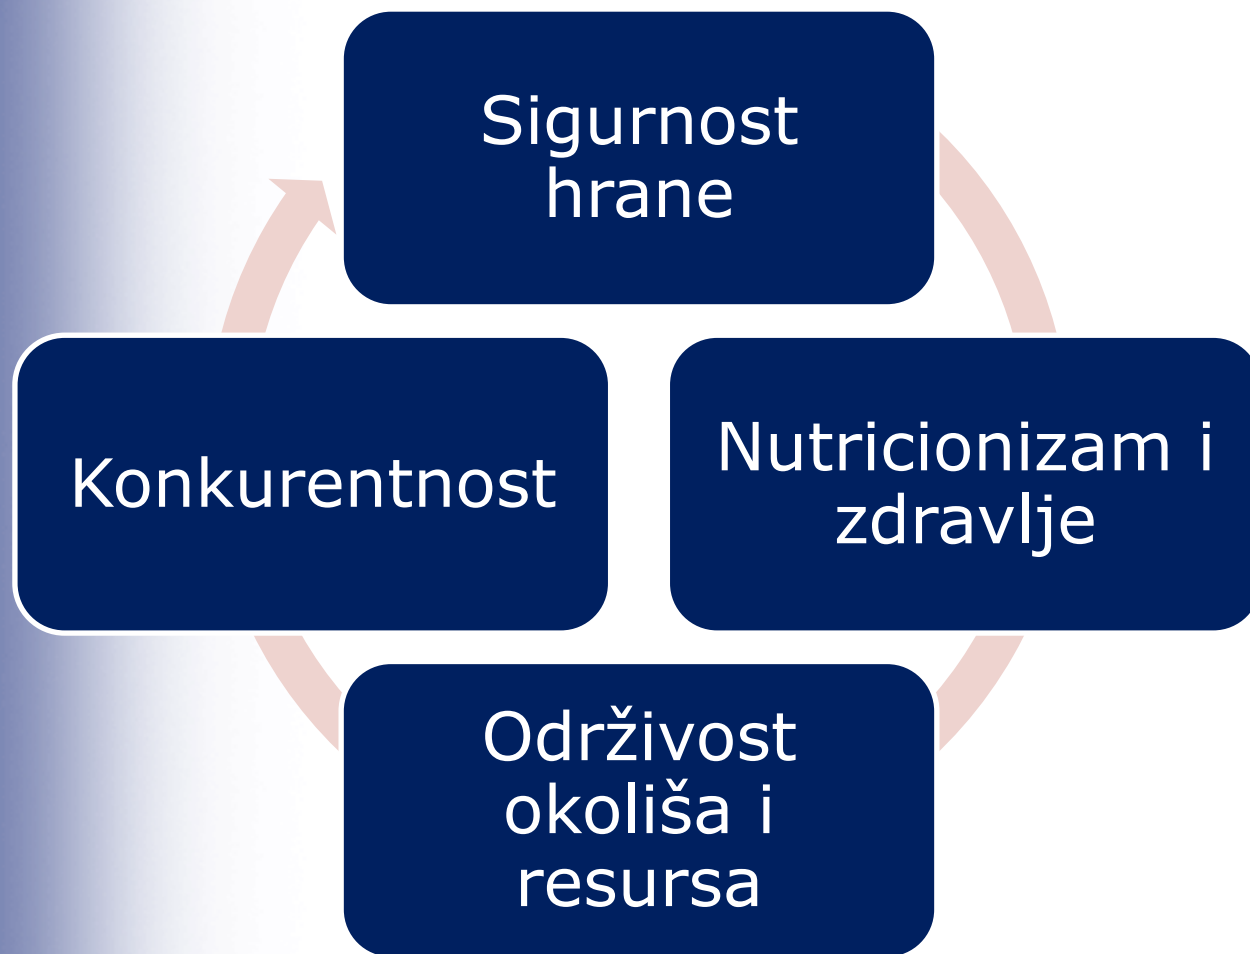 Sigurnost
hrane
Nutricionizam i
zdravlje
Održivost
okoliša i
resursa
Konkurentnost